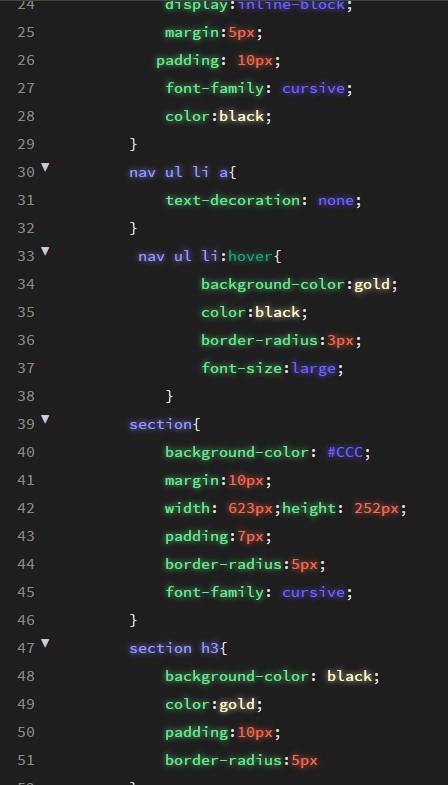 24 display:inline-block;
25 margin:5px;
26 padding: 10px;
27 font-family: cursive;
28 color:black;
29 }
30 nav ul li a{
31 text-decoration: none;
32 }
33 nav ul li:hover{
34 background-color:gold;
35 color:black;
36 border-radius:3px;
37 font-size:large;
38 }
39 section{
40 background-color: #CCC;
41 margin:10px;
42 width: 623px;height: 252px;
43 padding:7px;
44 border-radius:5px;
45 font-family: cursive;
46 }
47 section h3{
48 background-color: black;
49 color:gold;
50 padding:10px;
51 border-radius:5px